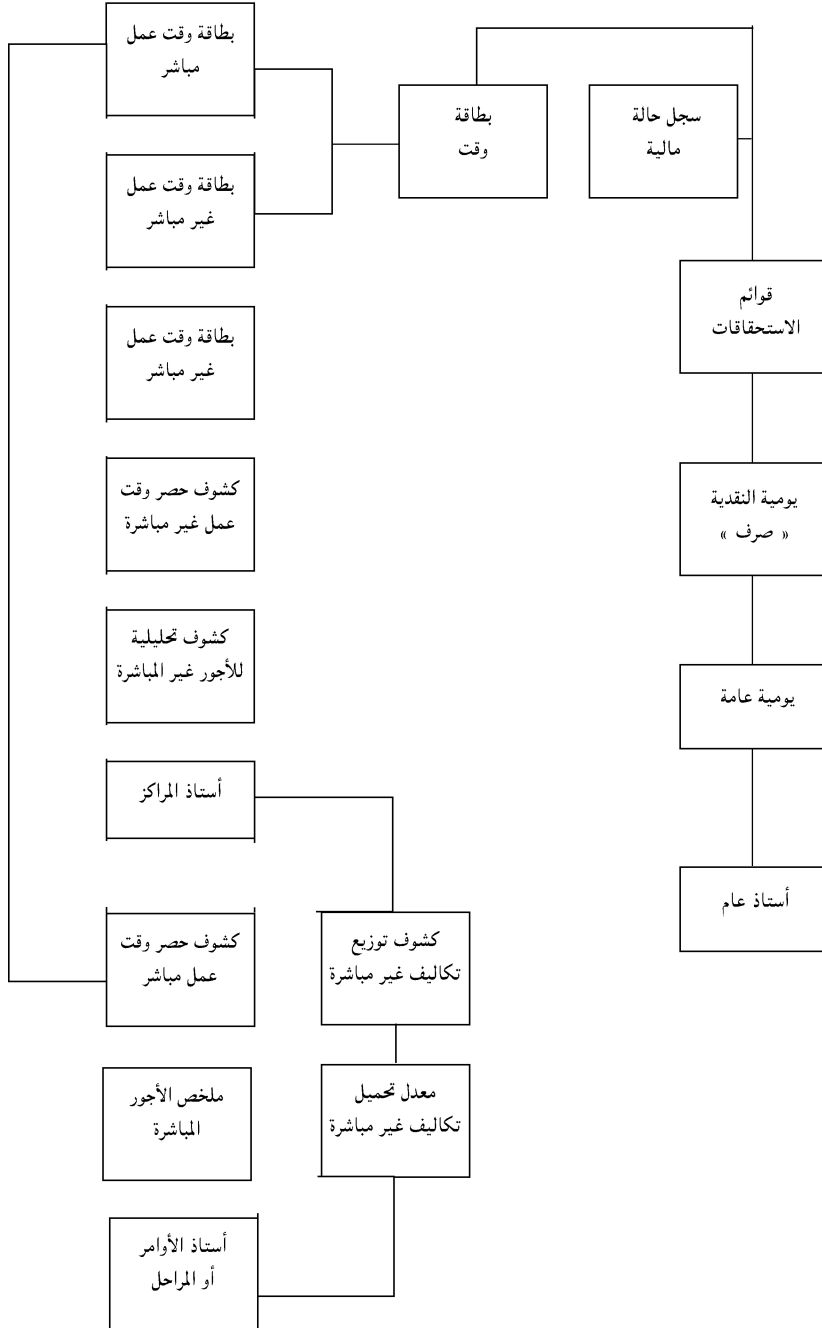 بطاقة وقت عمل
مباشر
سجل حالة
مالية
بطاقة
وقت
بطاقة وقت عمل
غير مباشر
قوائم
الاستحقاقات
بطاقة وقت عمل
غير مباشر
يومية النقدية
« صرف »
كشوف حصر وقت
عمل غير مباشرة
كشوف تحليلية
للأجور غير المباشرة
يومية عامة
أستاذ المراكز
أستاذ عام
كشوف توزيع
تكاليف غير مباشرة
كشوف حصر وقت
عمل مباشر
معدل تحميل
تكاليف غير مباشرة
ملخص الأجور
المباشرة
أستاذ الأوامر
أو المراحل